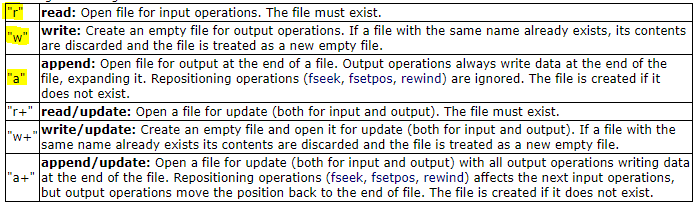 "r" read: Open file for input operations. The file must exist.
"w" write: Create an empty file for output operations. If a file with the same name already exists, its contents
are discarded and the file is treated as a new empty file.
"a" append: Open file for output at the end of a file. Output operations always write data at the end of the
file, expanding it. Repositioning operations (fseek, fsetpos, rewind) are ignored. The file is created if it
does not exist.
"r+" read/update: Open a file for update (both for input and output). The file must exist.
"w+" write/update: Create an empty file and open it for update (both for input and output). If a file with the
same name already exists its contents are discarded and the file is treated as a new empty file.
"a+" append/update: Open a file for update (both for input and output) with all output operations writing data
at the end of the file. Repositioning operations (fseek, fsetpos, rewind) affects the next input operations,
but output operations move the position back to the end of file. The file is created if it does not exist.